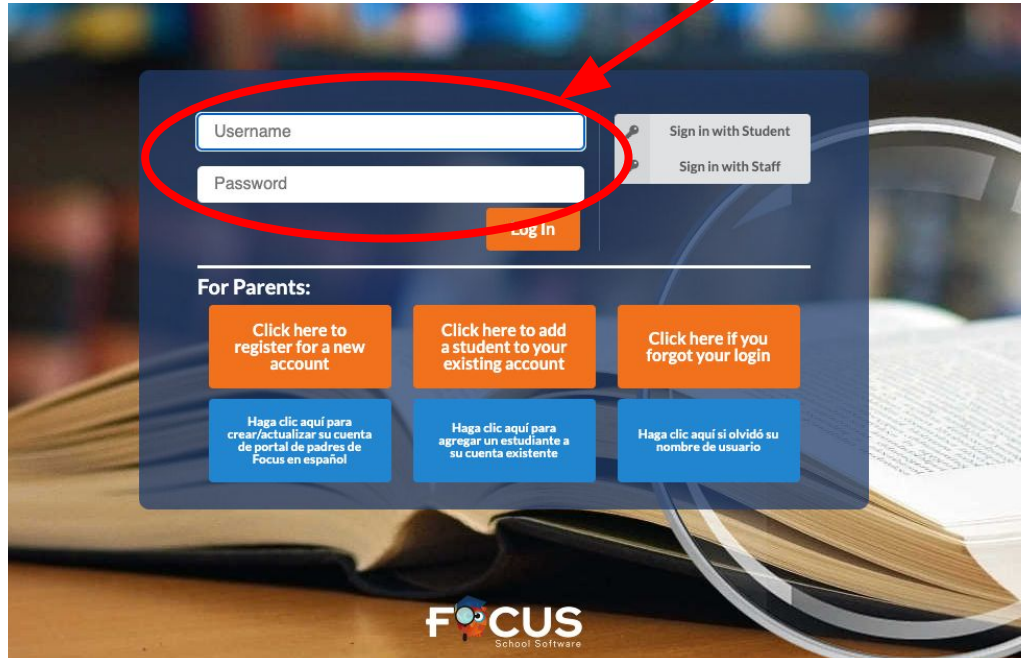 Username
Sign in with Student
Sign in with Staff
Password
Log In
For Parents:
Click here to
register for a new
account
Click here to add
a student to your
existing account
Click here if you
forgot your login
Haga clic aquí para
crear/actualizar su cuenta
de portal de padres de
Focus en español
Haga clic aquí para
agregar un estudiante a
su cuenta existente
Haga clic aquí si olvidó su
nombre de usuario
FOCUS
School Software